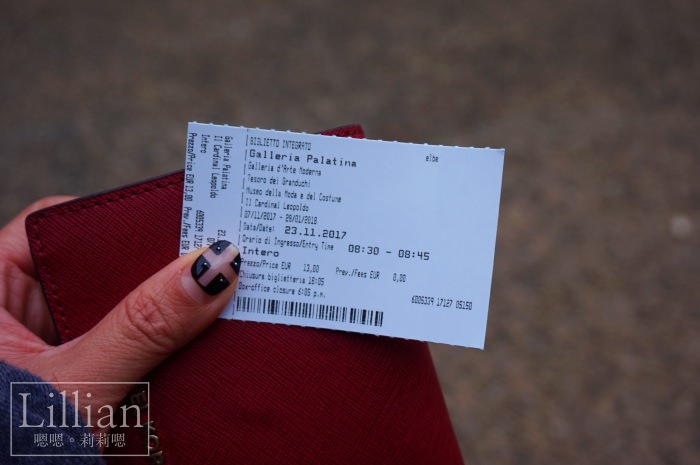 BIGLIETTO INTEGRATO
Galleria Palatina
elbe
Galleria d'Arte Moderna
Tesoro dei Granduchi
Museo della Moda e del Costume
Il Cardinal Leopoldo
07/11/2017 - 28/01/2018
Data/Date: 23.11.2017
Orario di Ingresso/Entry Time 08:30 - 08:45
Intero
Prezzo/Price EUR 13,00 Prev./Fees EUR 0,00
Chiusura biglietteria 18:05
Box-office closure 6:05 p.m.
6005339 17127 05150
Galleria Palatina
Il Cardinal Leopoldo
Intero
Prezzo/Price EUR 13,00 Prev./Fees EUR
Lillian
嗯嗯。莉莉嗯